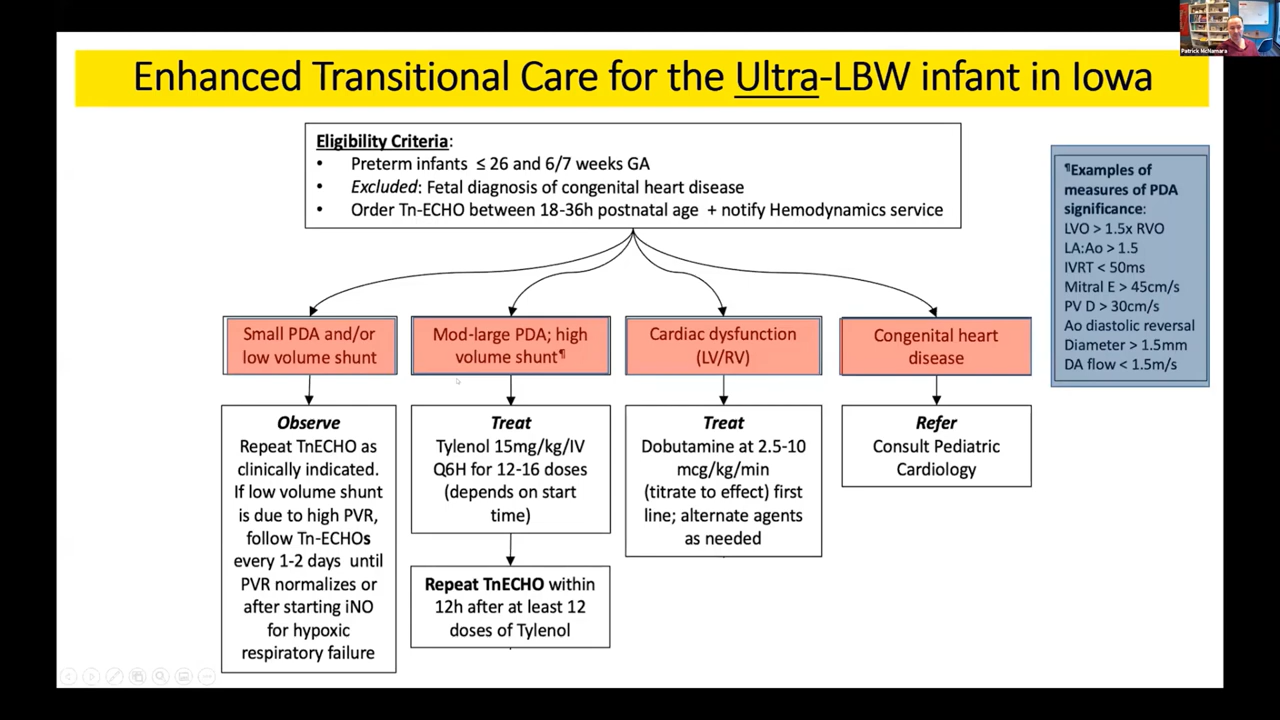 Enhanced Transitional Care for the Ultra-LBW infant in Iowa
Patrick McNamara
Eligibility Criteria:
• Preterm infants ≤ 26 and 6/7 weeks GA
• Excluded: Fetal diagnosis of congenital heart disease
• Order Tn-ECHO between 18-36h postnatal age + notify Hemodynamics service
¶Examples of
measures of PDA
significance:
LVO > 1.5x RVO
LA:Ao > 1.5
IVRT < 50ms
Mitral E > 45cm/s
PV D > 30cm/s
Ao diastolic reversal
Diameter > 1.5mm
DA flow < 1.5m/s
Small PDA and/or
low volume shunt
Observe
Repeat TnECHO as
clinically indicated.
If low volume shunt
is due to high PVR,
follow Tn-ECHOs
every 1-2 days until
PVR normalizes or
after starting iNO
for hypoxic
respiratory failure
Mod-large PDA; high
volume shunt¶
Treat
Tylenol 15mg/kg/IV
Q6H for 12-16 doses
(depends on start
time)
Repeat TnECHO within
12h after at least 12
doses of Tylenol
Cardiac dysfunction
(LV/RV)
Treat
Dobutamine at 2.5-10
mcg/kg/min
(titrate to effect) first
line; alternate agents
as needed
Congenital heart
disease
Refer
Consult Pediatric
Cardiology